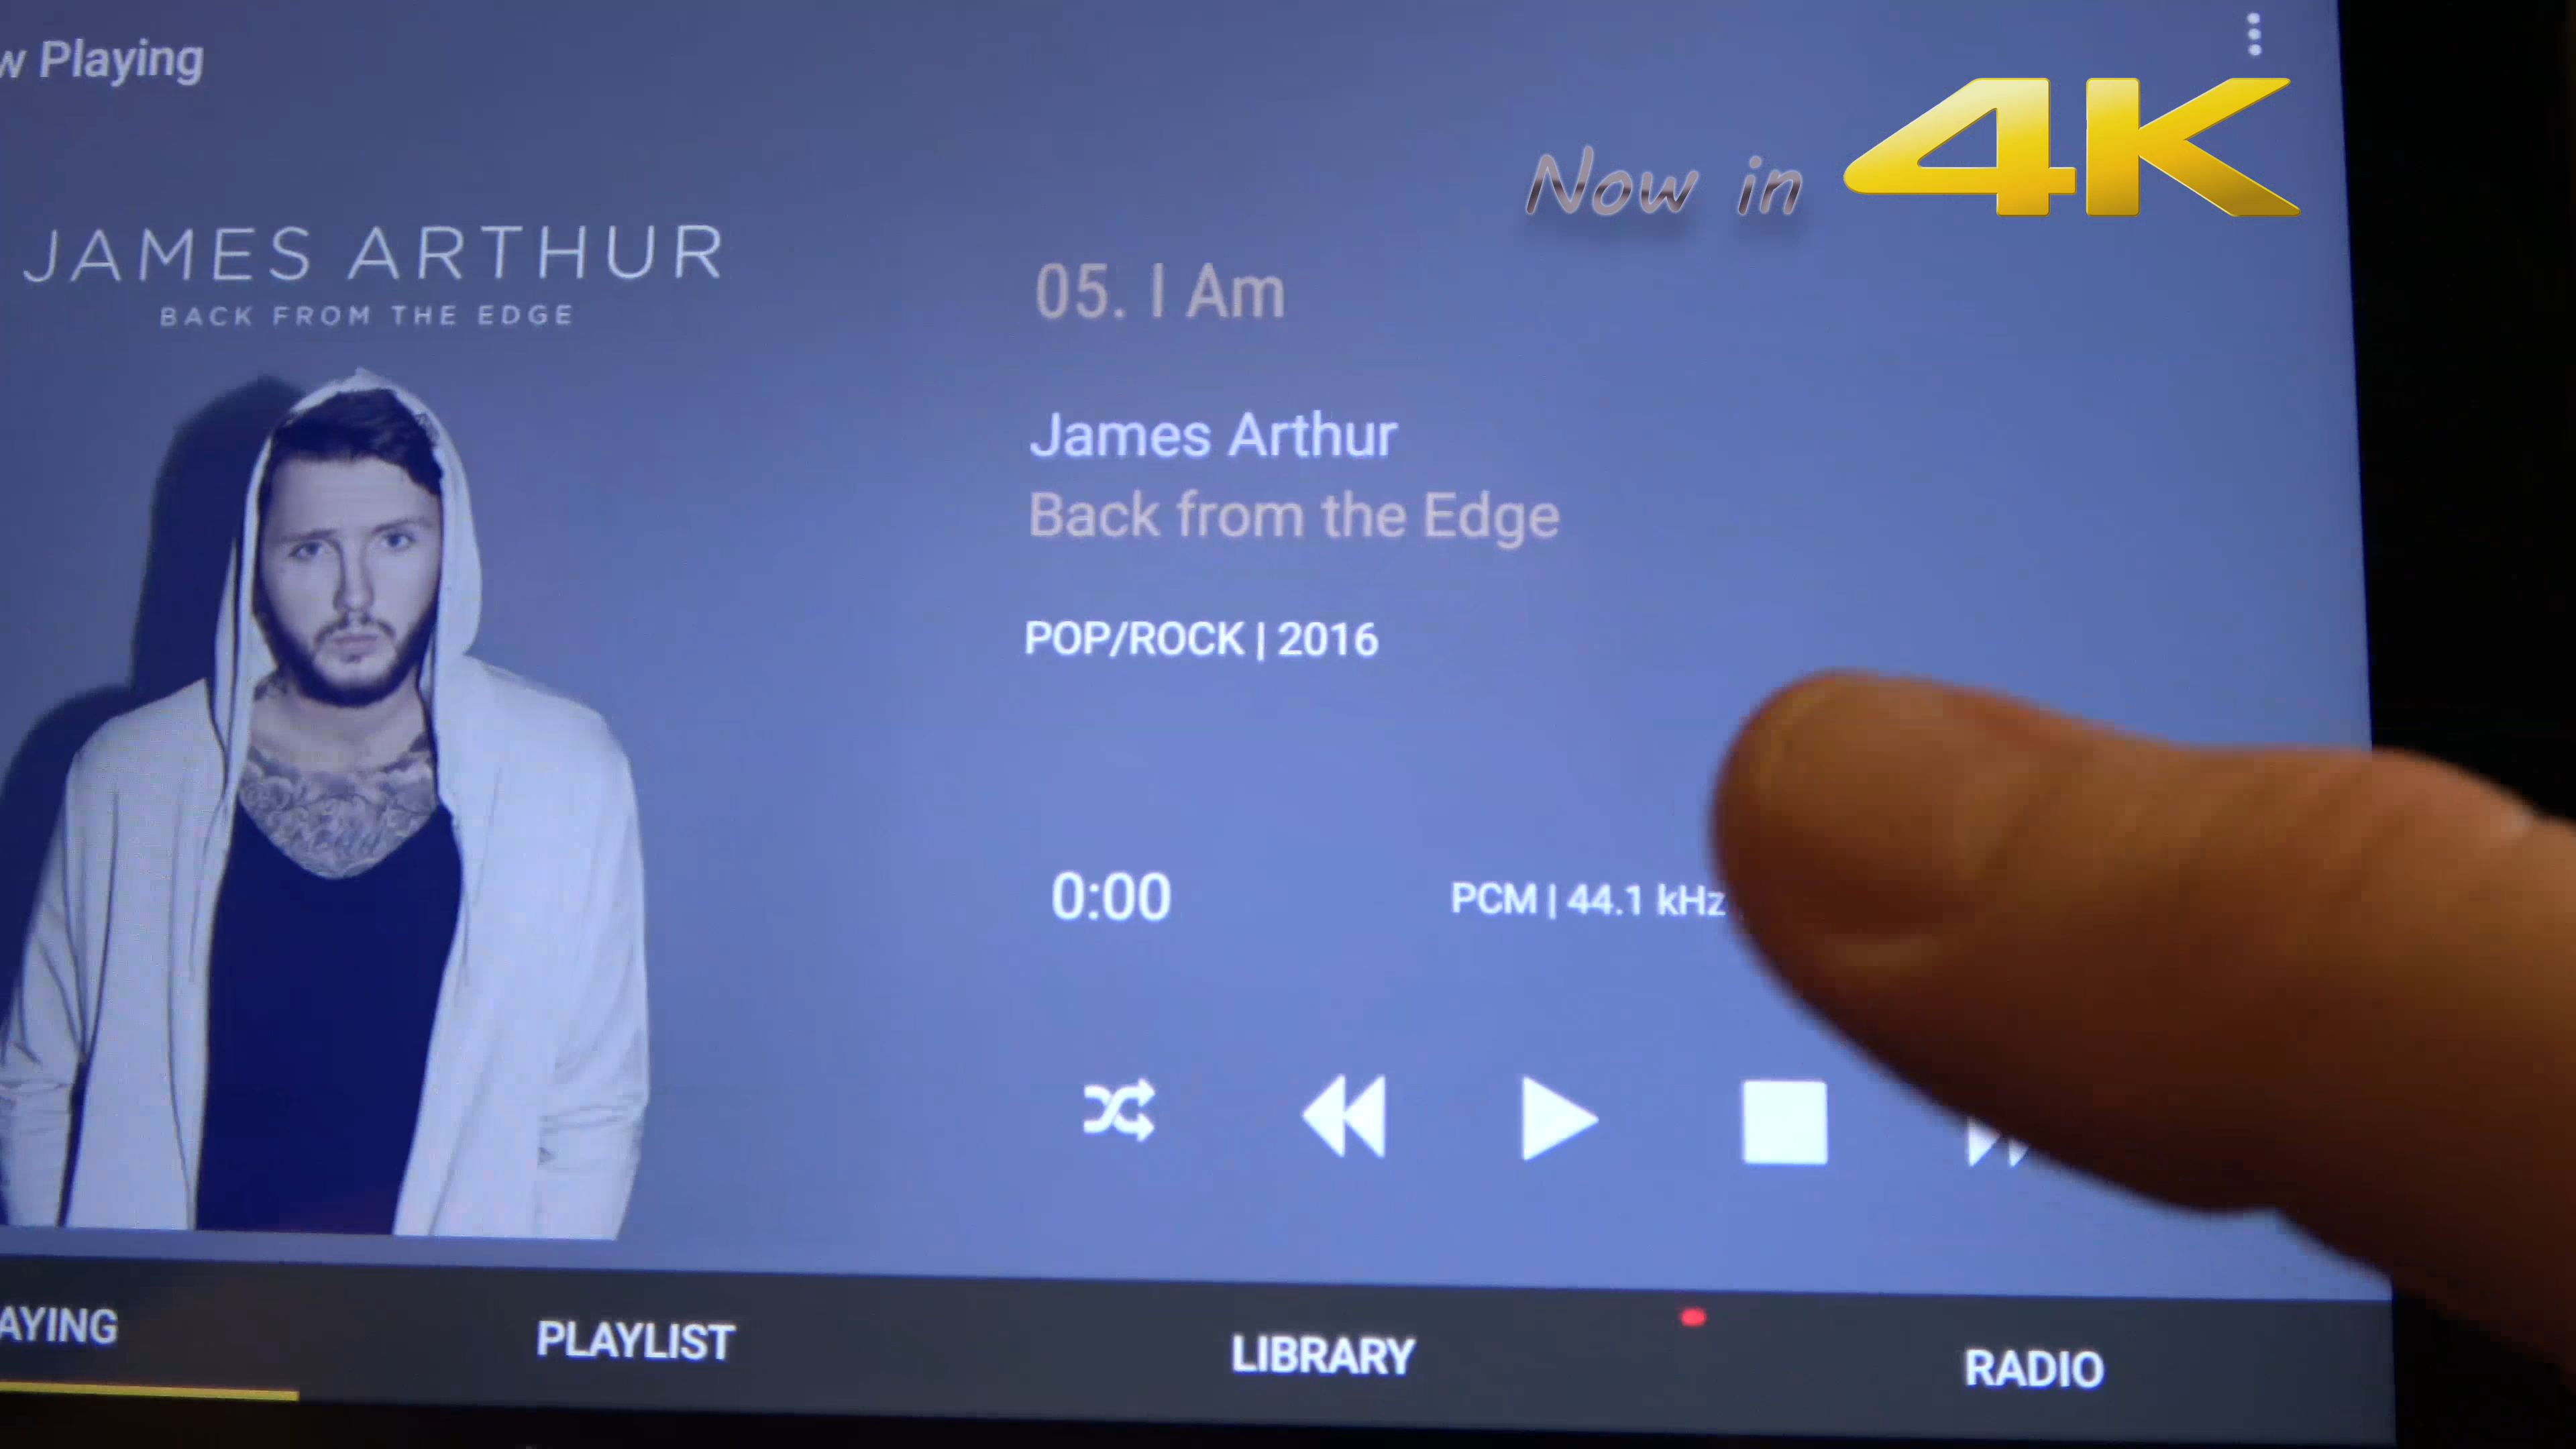 w Playing
Now in 4K
JAMES ARTHUR
BACK FROM THE EDGE
05. I Am
James Arthur
Back from the Edge
POP/ROCK | 2016
0:00
PCM | 44.1 kHz
AYING
PLAYLIST
LIBRARY
RADIO